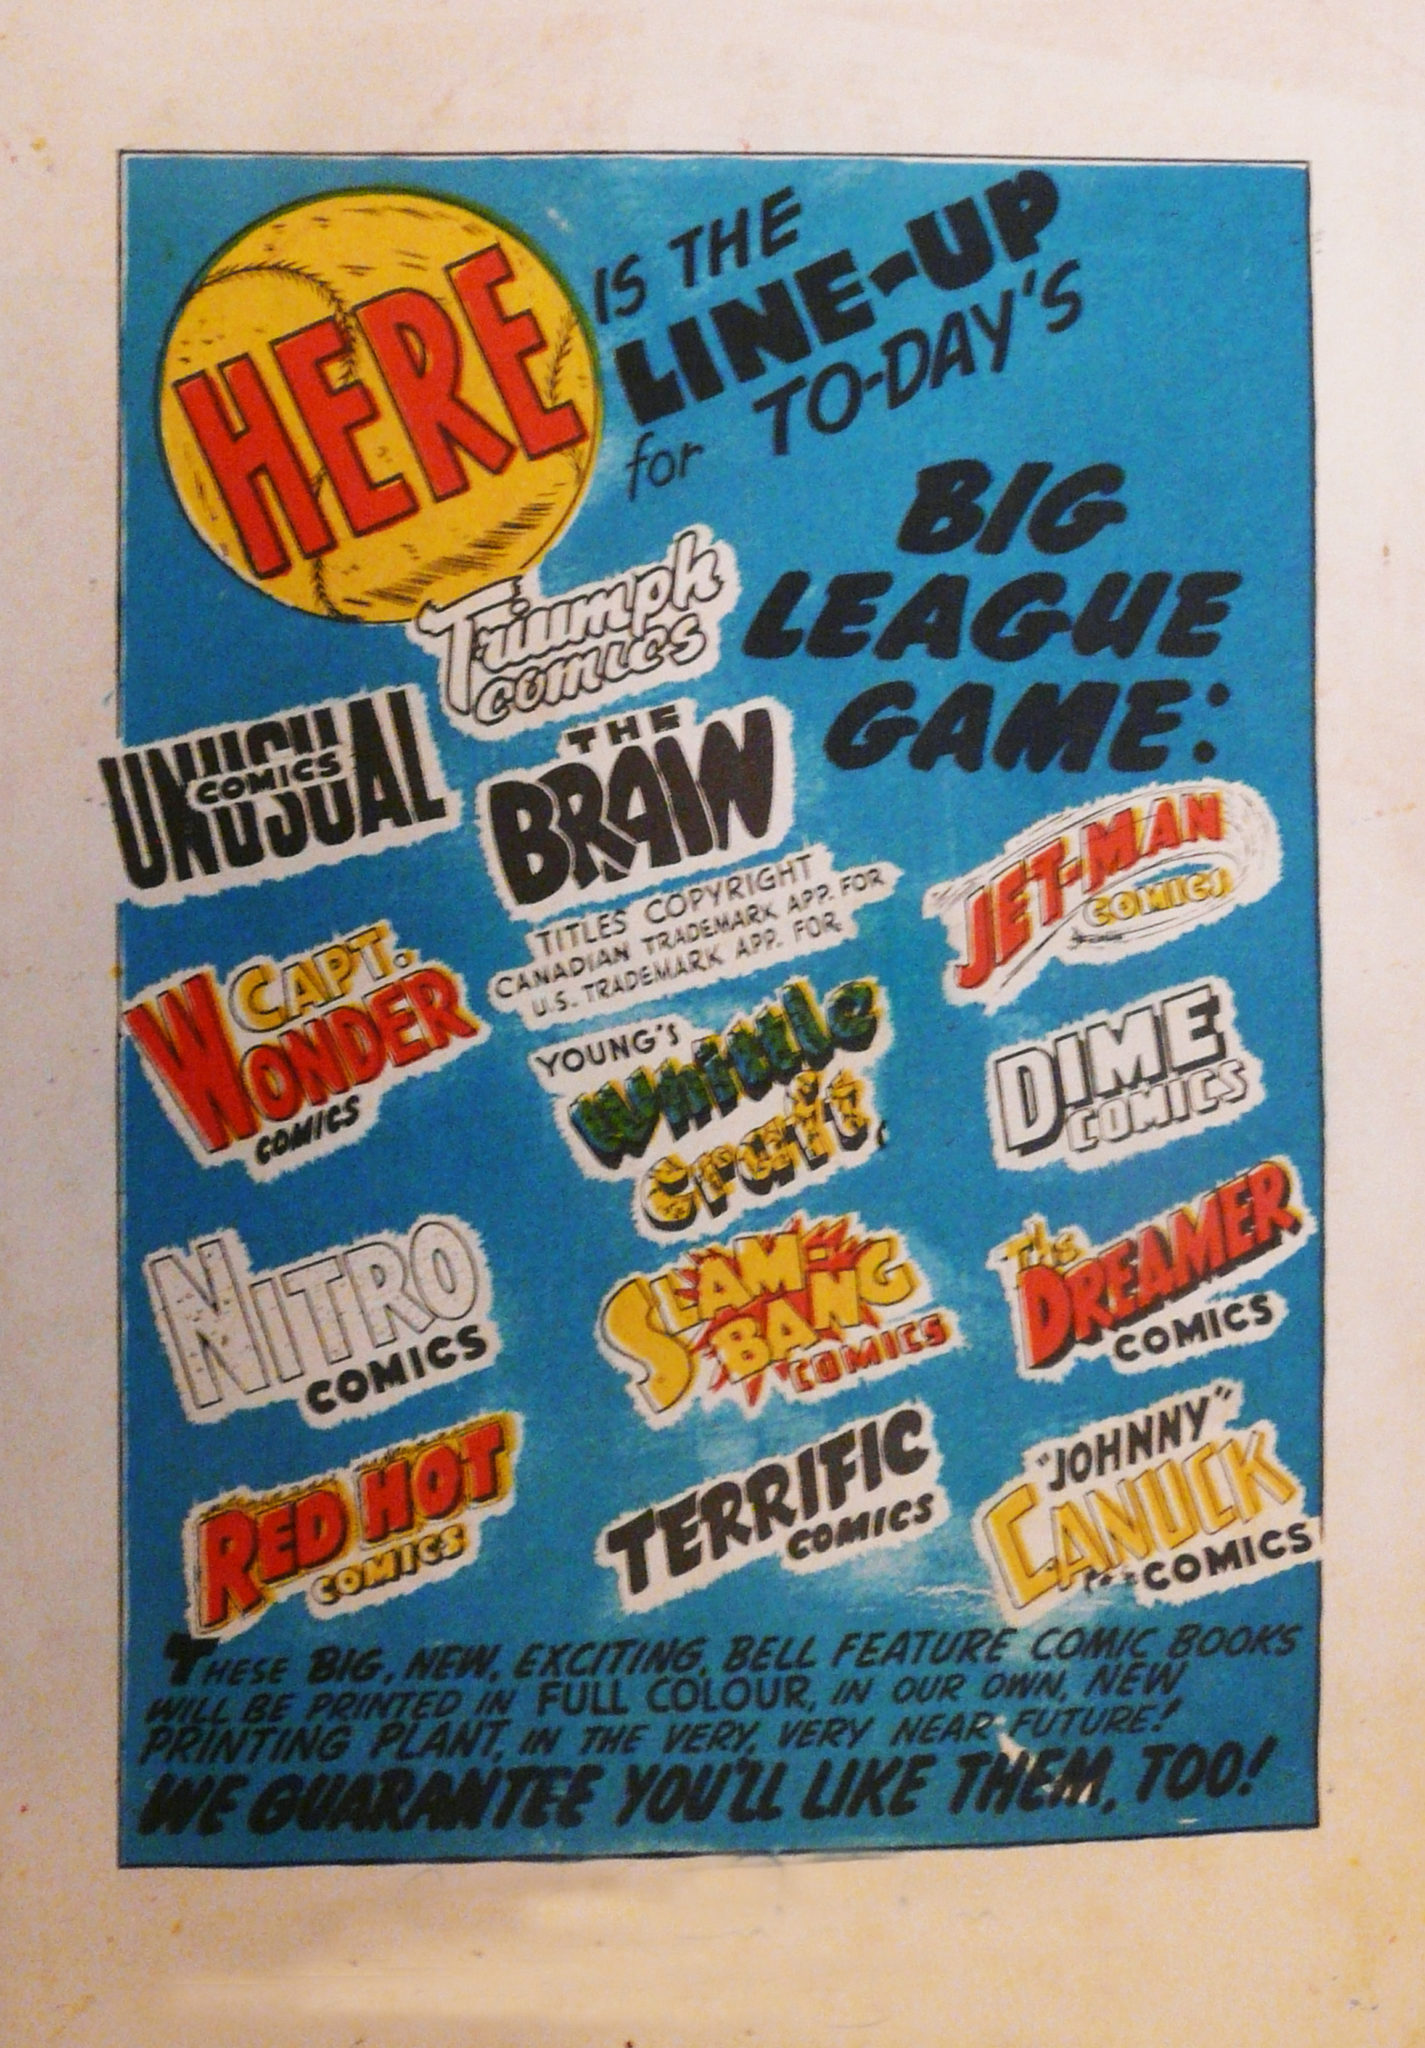 HERE
IS THE
LINE-UP
for TO-DAY'S
BIG
LEAGUE
GAME:
Triumph
COMICS
UNUSUAL
COMICS
THE
BRAIN
TITLES COPYRIGHT
CANADIAN TRADEMARK APP. FOR
U.S. TRADEMARK APP. FOR.
JET-MAN
COMICS
CAPT.
WONDER
COMICS
YOUNG'S
Whittle
Craft
DIME
COMICS
NITRO
COMICS
SLAM-
BANG
COMICS
The
DREAMER
COMICS
RED HOT
COMICS
TERRIFIC
COMICS
"JOHNNY"
CANUCK
COMICS
THESE BIG, NEW, EXCITING, BELL FEATURE COMIC BOOKS
WILL BE PRINTED IN FULL COLOUR, IN OUR OWN, NEW
PRINTING PLANT, IN THE VERY, VERY NEAR FUTURE!
WE GUARANTEE YOU'LL LIKE THEM, TOO!